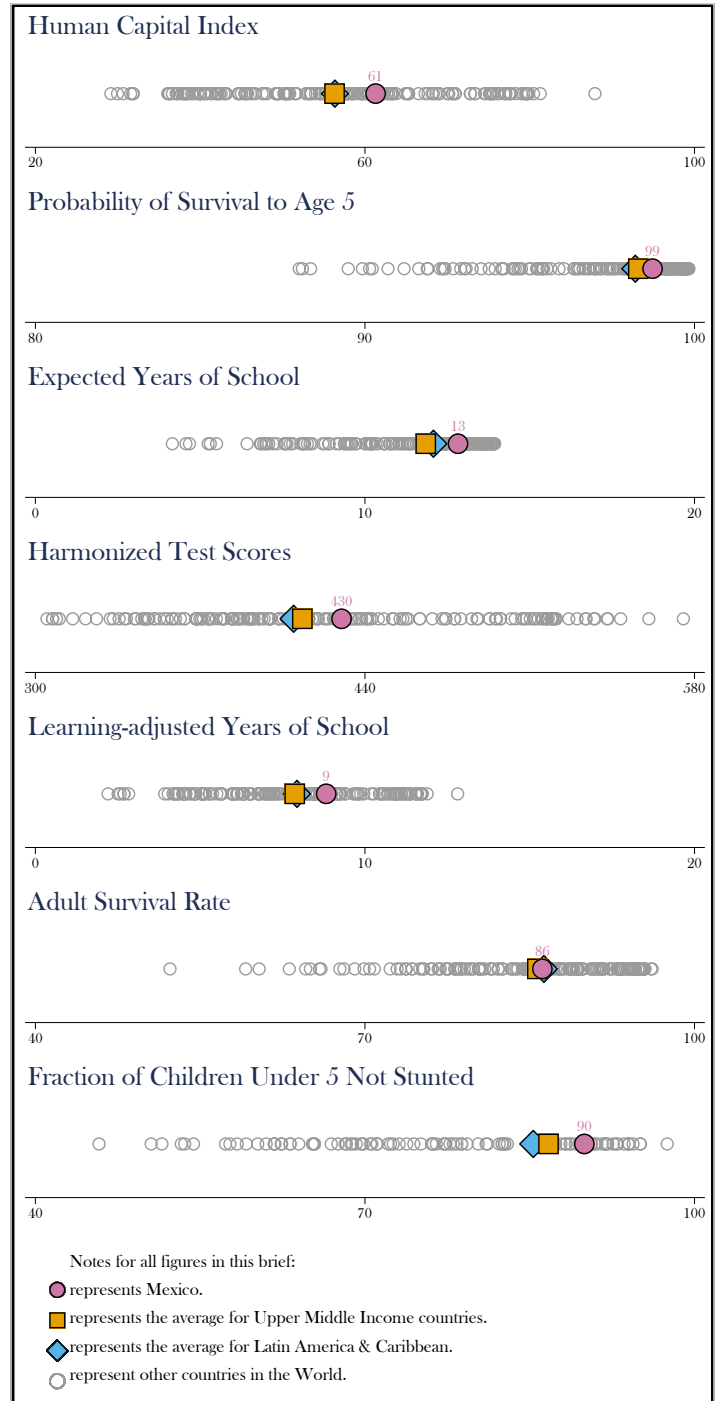 Human Capital Index
61
20 60 100
Probability of Survival to Age 5
99
80 90 100
Expected Years of School
13
0 10 20
Harmonized Test Scores
430
300 440 580
Learning-adjusted Years of School
9
0 10 20
Adult Survival Rate
86
40 70 100
Fraction of Children Under 5 Not Stunted
90
40 70 100
Notes for all figures in this brief:
represents Mexico.
represents the average for Upper Middle Income countries.
represents the average for Latin America & Caribbean.
represent other countries in the World.